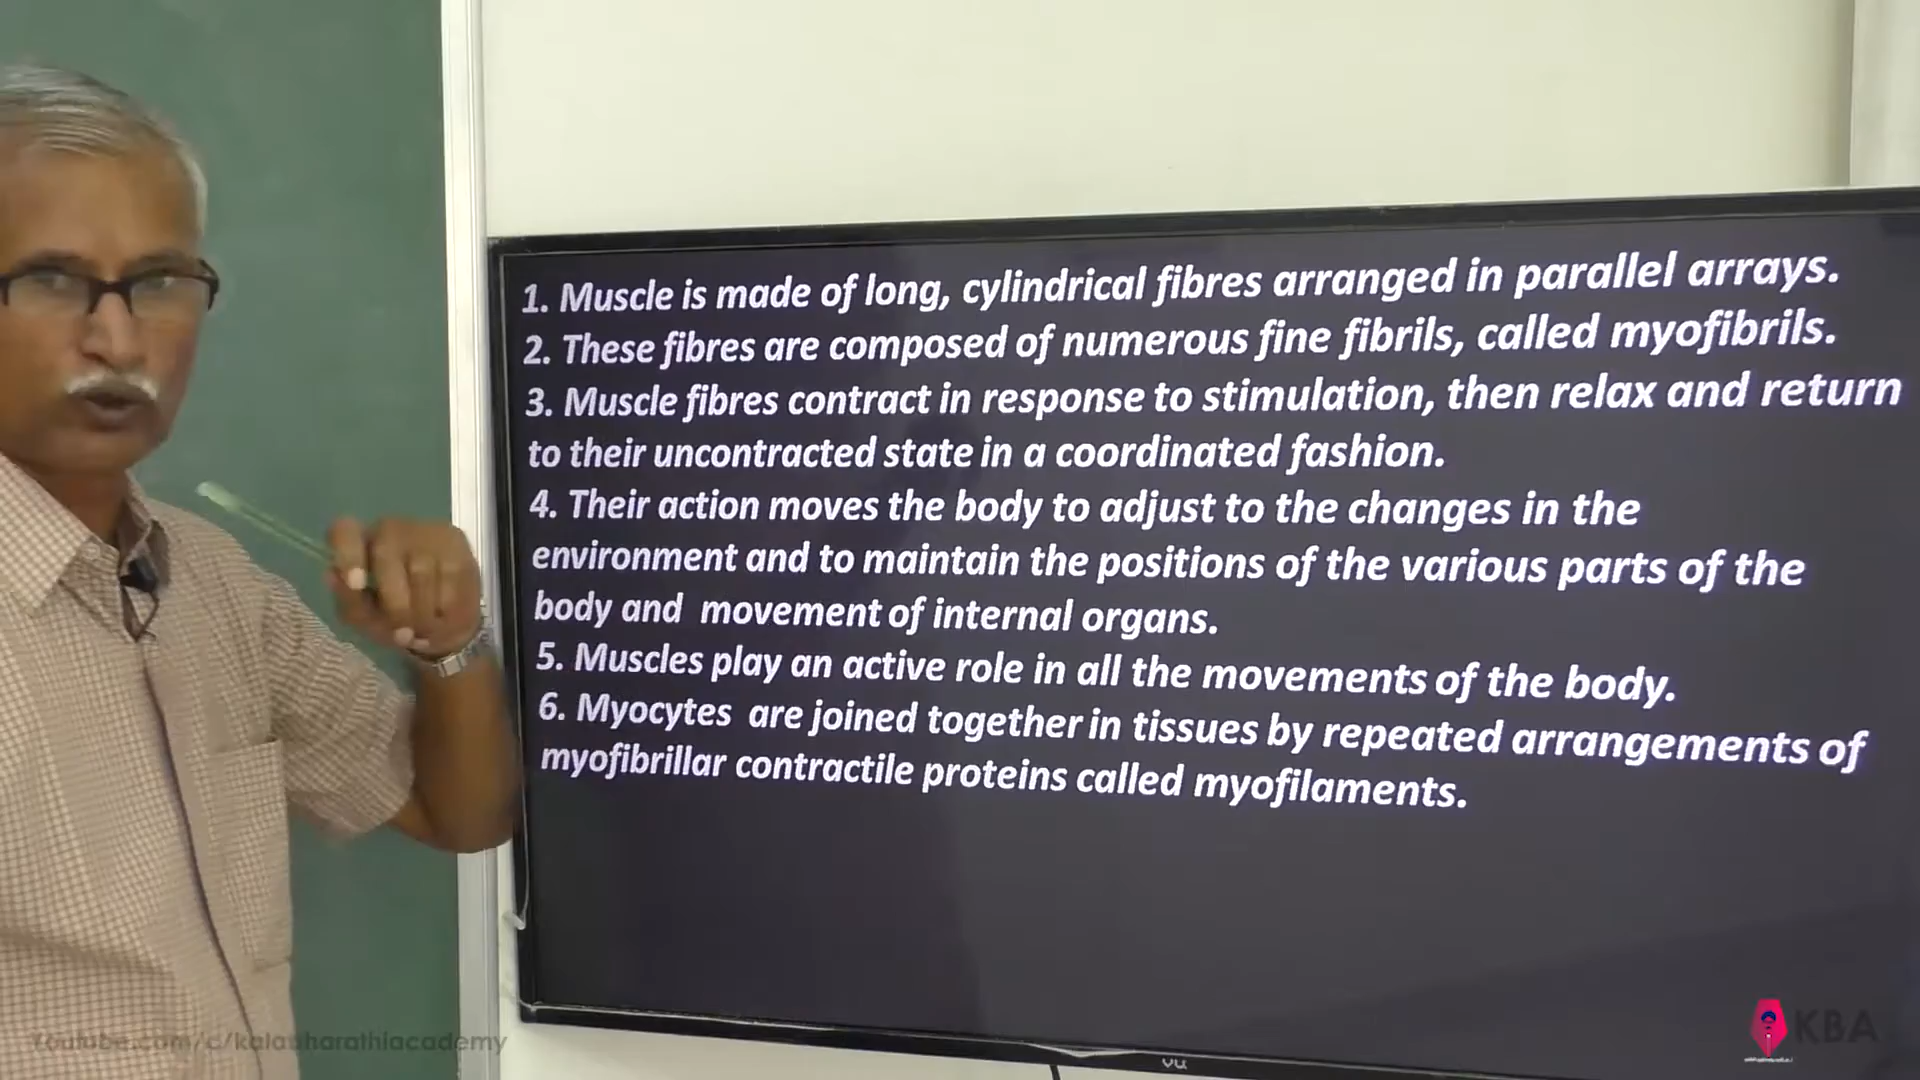 1. Muscle is made of long, cylindrical fibres arranged in parallel arrays.
2. These fibres are composed of numerous fine fibrils, called myofibrils.
3. Muscle fibres contract in response to stimulation, then relax and return
to their uncontracted state in a coordinated fashion.
4. Their action moves the body to adjust to the changes in the
environment and to maintain the positions of the various parts of the
body and movement of internal organs.
5. Muscles play an active role in all the movements of the body.
6. Myocytes are joined together in tissues by repeated arrangements of
myofibrillar contractile proteins called myofilaments.
Youtube.com/c/kalabharathiacademy
KBA
vu